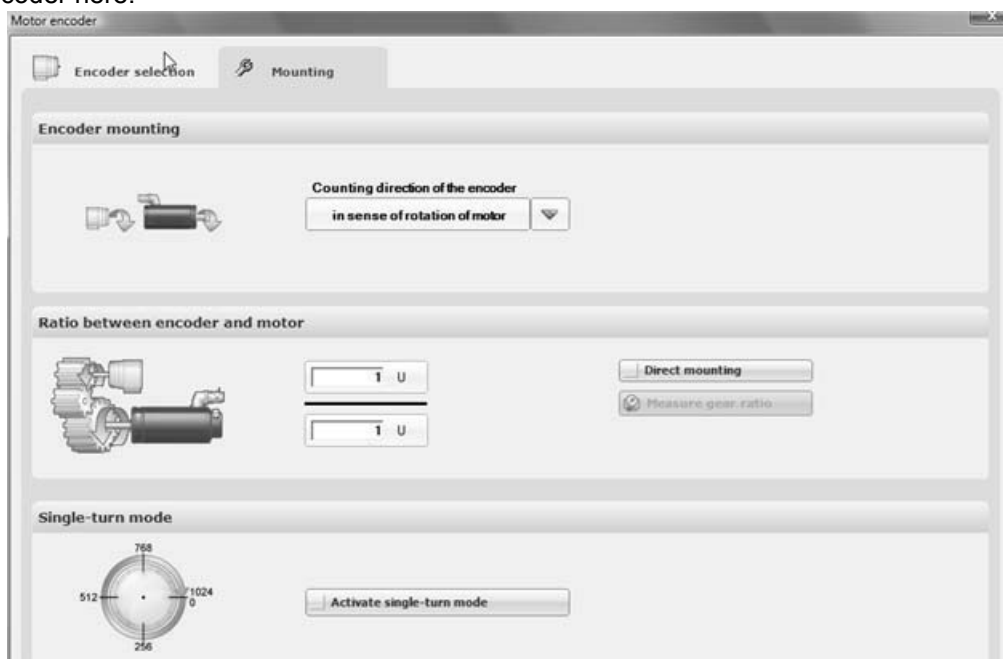 coder here:
Motor encoder
Encoder selection
Mounting
Encoder mounting
Counting direction of the encoder
in sense of rotation of motor
Ratio between encoder and motor
1 U
Direct mounting
Measure gear ratio
1 U
Single-turn mode
768
512
1024
0
256
Activate single-turn mode